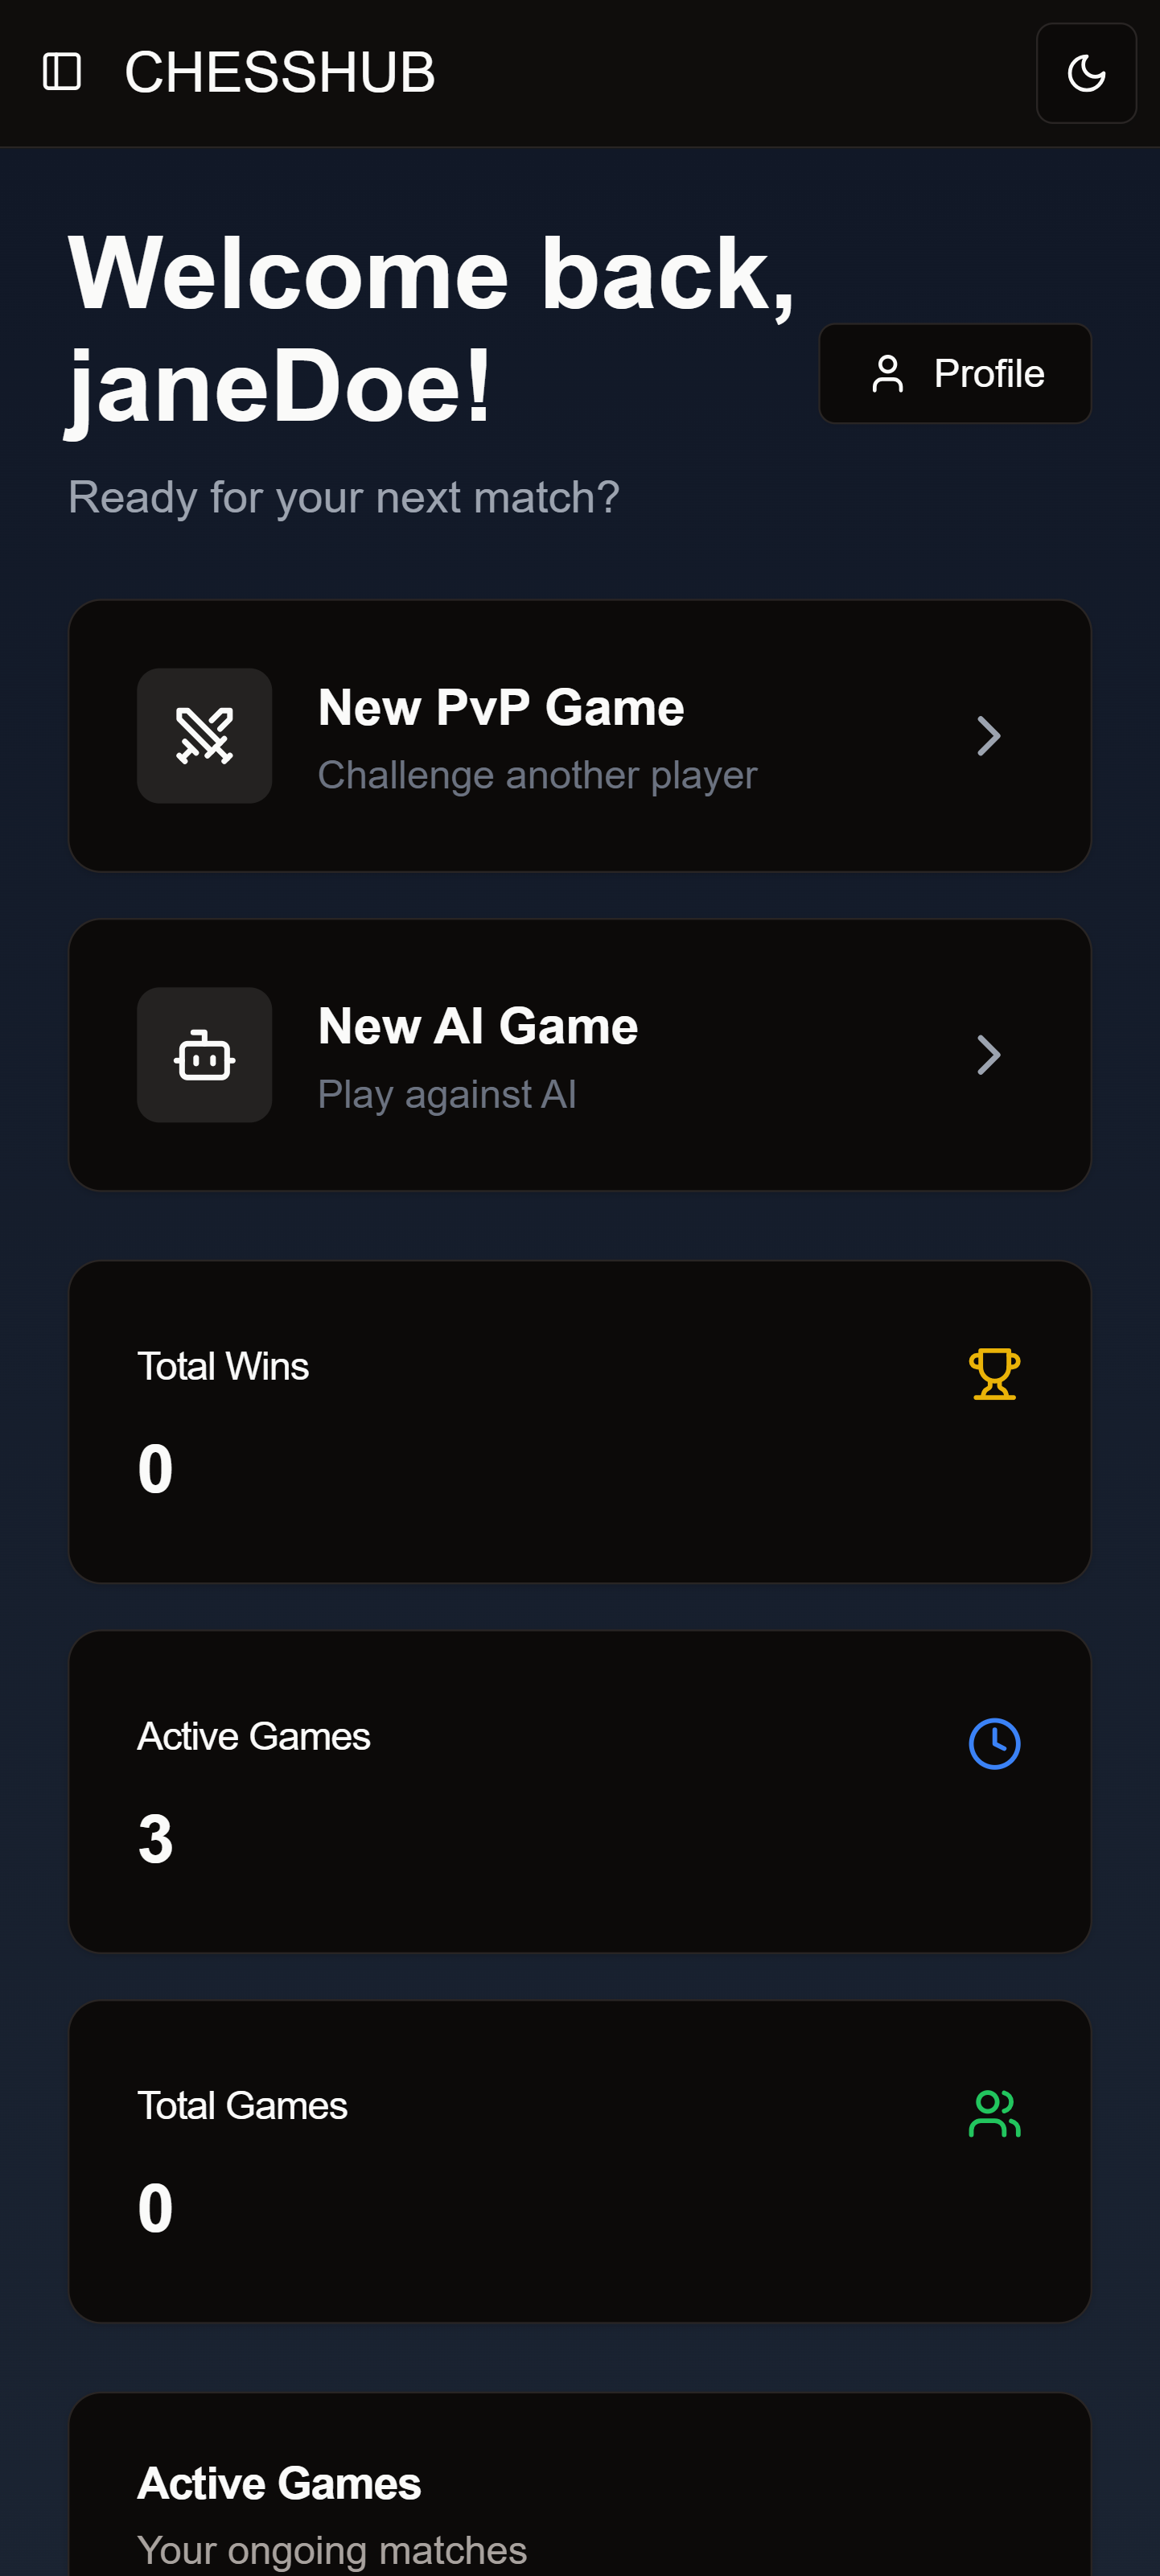 CHESSHUB
Welcome back,
janeDoe!
Profile
Ready for your next match?
New PvP Game
Challenge another player
New AI Game
Play against AI
Total Wins
0
Active Games
3
Total Games
0
Active Games
Your ongoing matches